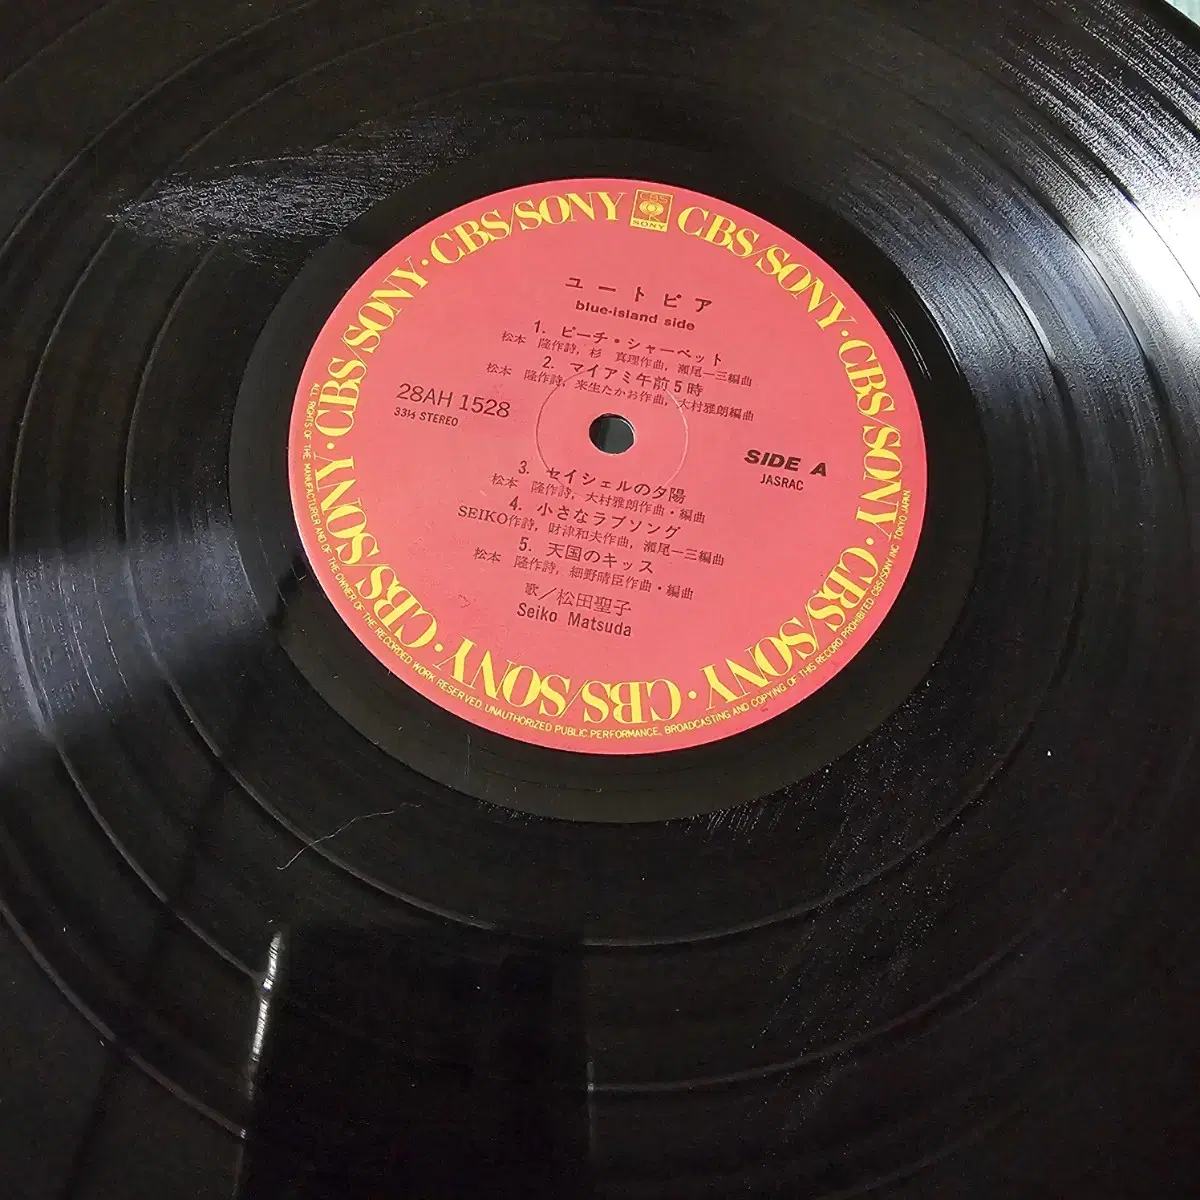 CBS/SONY · CBS/SONY · CBS/SONY · CBS/SONY · CBS/SONY · CBS/SONY · CBS/SONY · CBS/SONY
CBS
SONY
ユートピア
blue-island side
1. ピーチ・シャーベット
松本 隆作詩, 杉 真理作曲, 瀬尾一三編曲
2. マイアミ午前5時
松本 隆作詩, 来生たかお作曲, 大村雅朗編曲
28AH 1528
33⅓ STEREO
SIDE A
JASRAC
3. セイシェルの夕陽
松本 隆作詩, 大村雅朗作曲・編曲
4. 小さなラブソング
SEIKO作詩, 財津和夫作曲, 瀬尾一三編曲
5. 天国のキッス
松本 隆作詩, 細野晴臣作曲・編曲
歌/松田聖子
Seiko Matsuda
ALL RIGHTS OF THE MANUFACTURER AND OF THE OWNER OF THE RECORDED WORK RESERVED. UNAUTHORIZED PUBLIC PERFORMANCE, BROADCASTING AND COPYING OF THIS RECORD PROHIBITED. CBS/SONY INC. TOKYO JAPAN